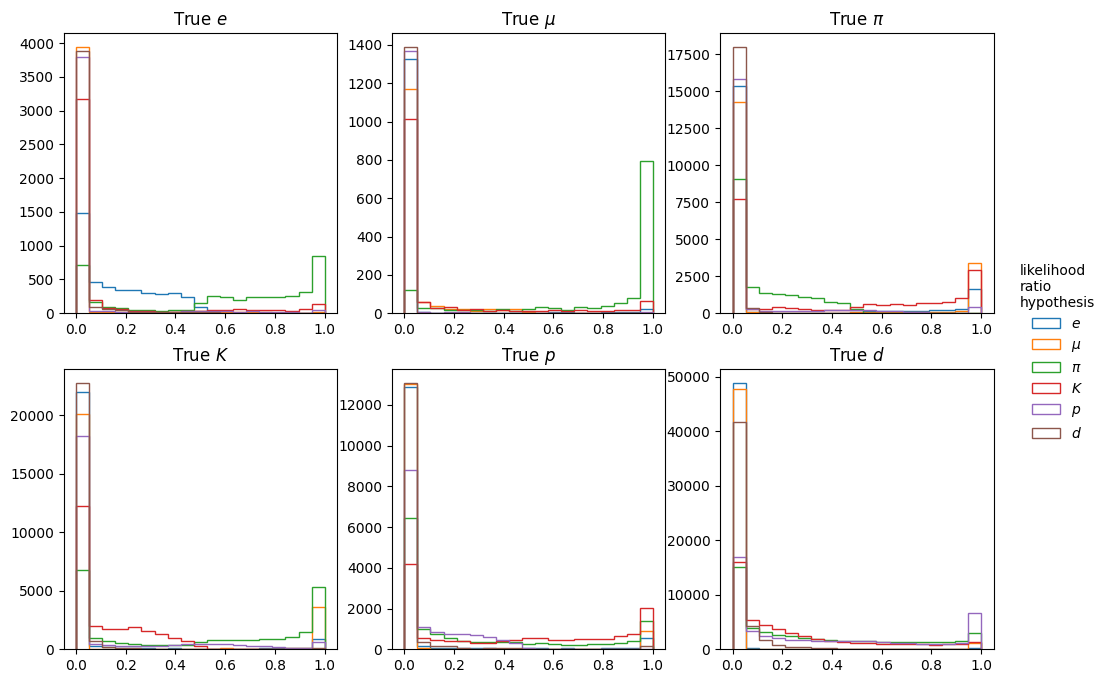 True e
True μ
True π
4000
3500
3000
2500
2000
1500
1000
500
0
0.0 0.2 0.4 0.6 0.8 1.0
1400
1200
1000
800
600
400
200
0
0.0 0.2 0.4 0.6 0.8 1.0
17500
15000
12500
10000
7500
5000
2500
0
0.0 0.2 0.4 0.6 0.8 1.0
True K
True p
True d
20000
15000
10000
5000
0
0.0 0.2 0.4 0.6 0.8 1.0
12000
10000
8000
6000
4000
2000
0
0.0 0.2 0.4 0.6 0.8 1.0
50000
40000
30000
20000
10000
0
0.0 0.2 0.4 0.6 0.8 1.0
likelihood
ratio
hypothesis
e
μ
π
K
p
d